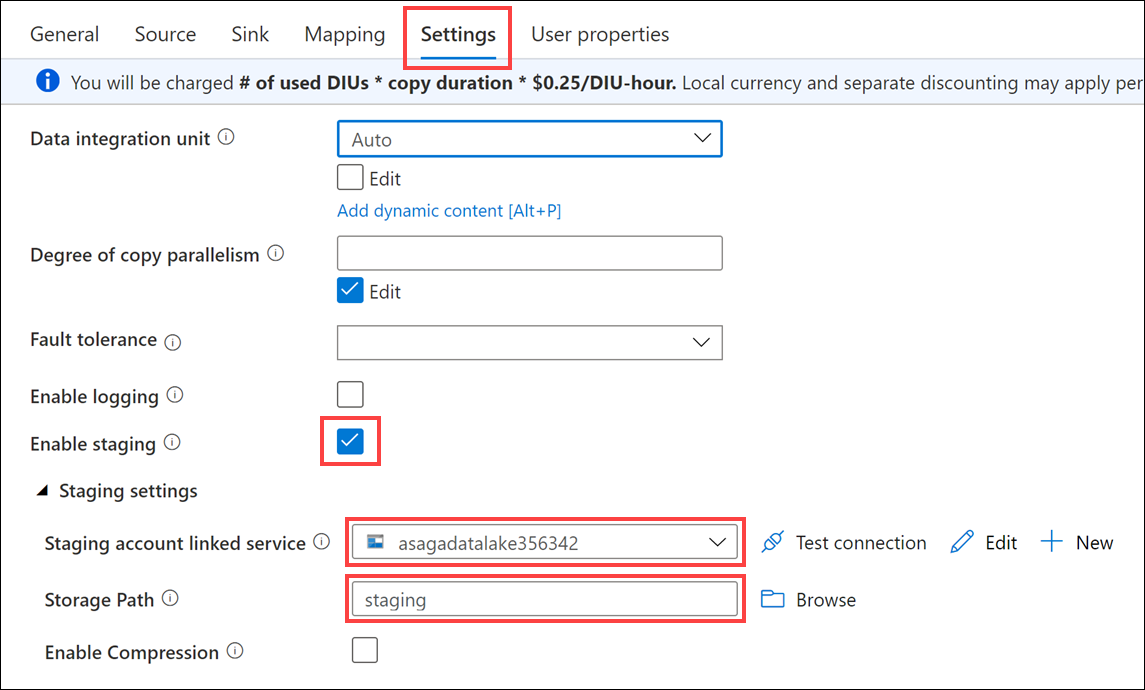 General Source Sink Mapping Settings User properties
You will be charged # of used DIUs * copy duration * $0.25/DIU-hour. Local currency and separate discounting may apply per
Data integration unit Auto
Edit
Add dynamic content [Alt+P]
Degree of copy parallelism
Edit
Fault tolerance
Enable logging
Enable staging
Staging settings
Staging account linked service asagadatalake356342 Test connection Edit New
Storage Path staging Browse
Enable Compression